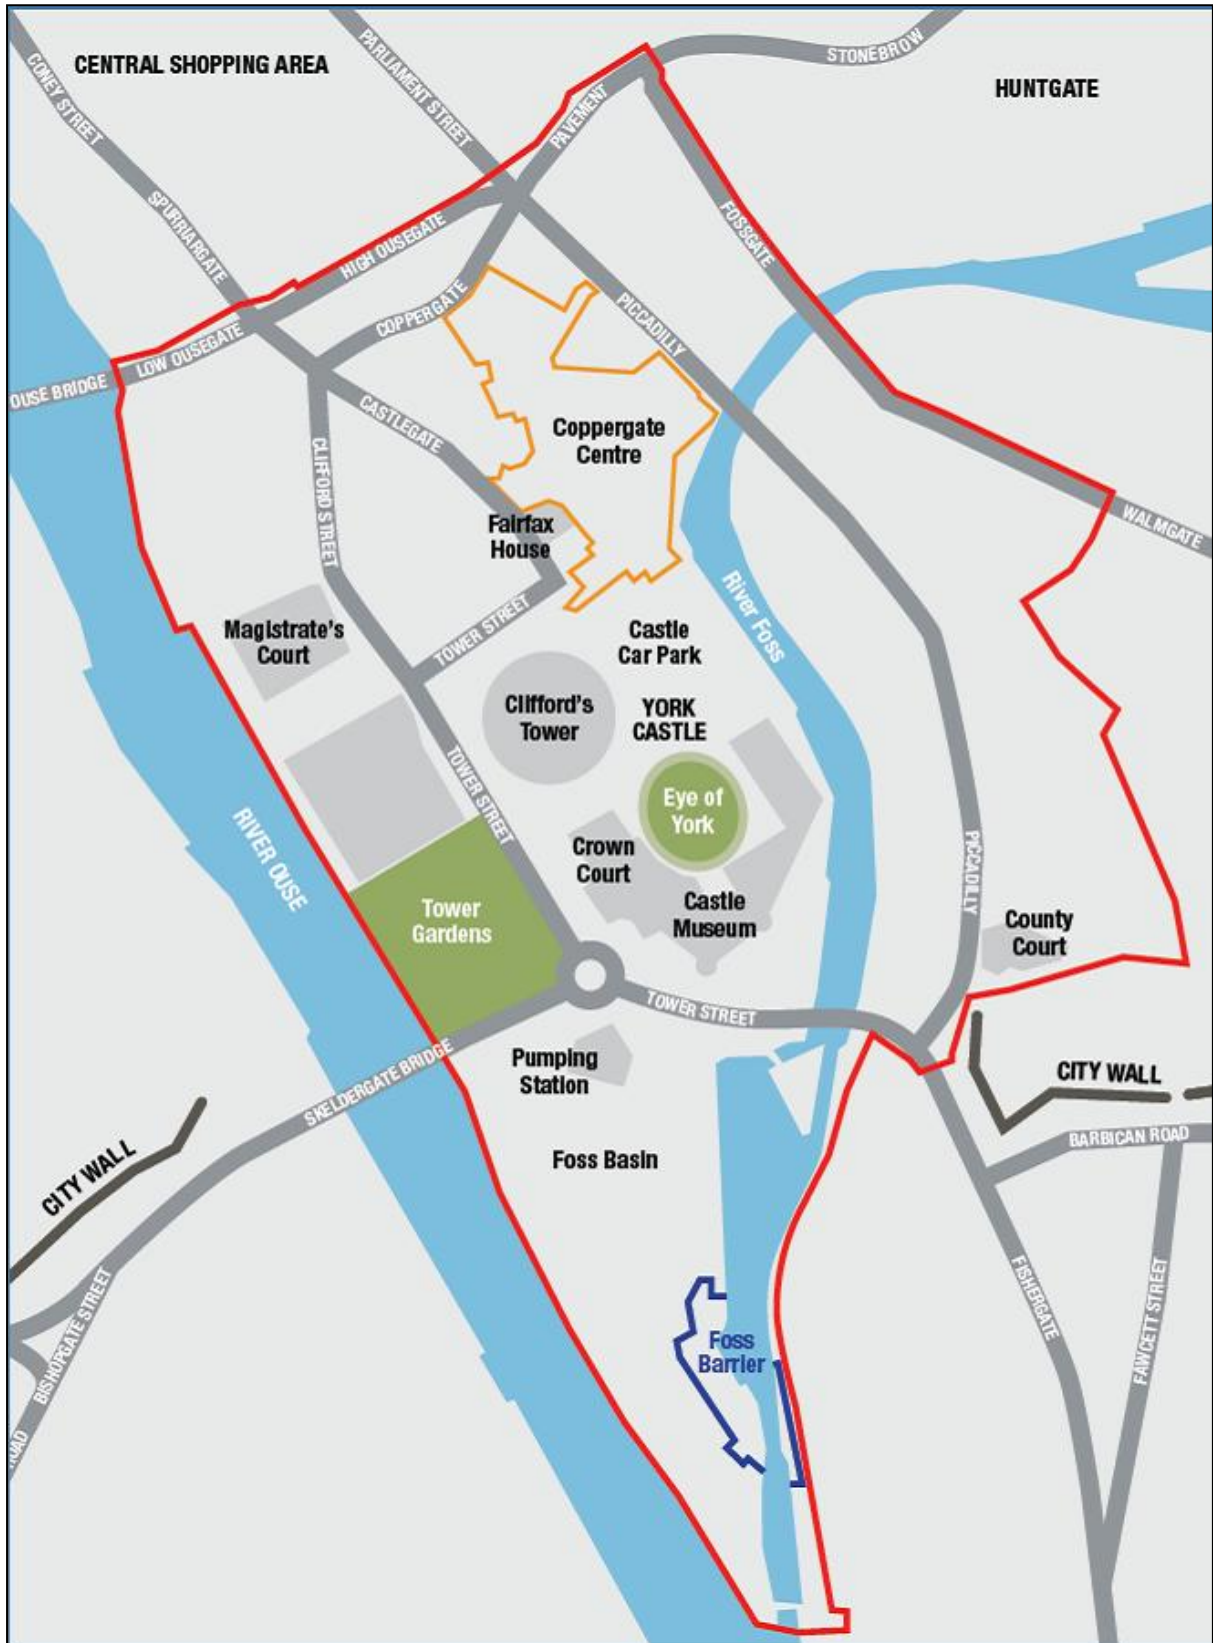 STONEBROW
CENTRAL SHOPPING AREA
PARLIAMENT STREET
CONEY STREET
HUNTGATE
PAVEMENT
SPURRIARGATE
HIGH OUSEGATE
FOSSGATE
COPPERGATE
PICCADILLY
LOW OUSEGATE
OUSE BRIDGE
CASTLEGATE
Coppergate
Centre
CLIFFORD STREET
WALMGATE
Fairfax
House
River Foss
Magistrate's
Court
TOWER STREET
Castle
Car Park
Clifford's
Tower
YORK
CASTLE
TOWER STREET
Eye of
York
RIVER OUSE
Crown
Court
PICCADILLY
Castle
Museum
Tower
Gardens
County
Court
TOWER STREET
Pumping
Station
SKELDERGATE BRIDGE
CITY WALL
BARBICAN ROAD
CITY WALL
Foss Basin
FISHERGATE
FAWCETT STREET
BISHOPGATE STREET
Foss
Barrier
ROAD